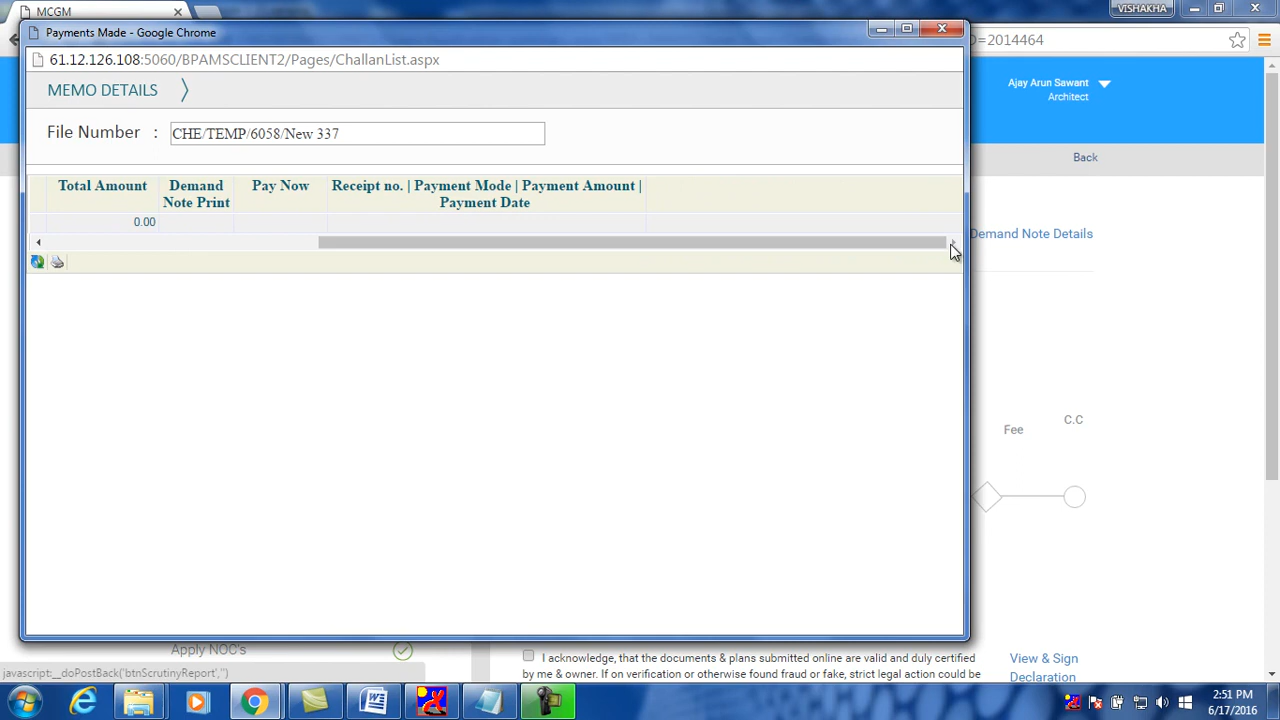 MCGM
VISHAKHA
Payments Made - Google Chrome
D=2014464
61.12.126.108:5060/BPAMSCLIENT2/Pages/ChallanList.aspx
MEMO DETAILS
Ajay Arun Sawant
Architect
File Number : CHE/TEMP/6058/New 337
Back
Total Amount
Demand
Note Print
Pay Now
Receipt no. | Payment Mode | Payment Amount |
Payment Date
0.00
Demand Note Details
C.C
Fee
Apply NOC's
I acknowledge, that the documents & plans submitted online are valid and duly certified
by me & owner. If on verification or otherwise found fraud or fake, strict legal action could be
View & Sign
Declaration
javascript:__doPostBack('btnScrutinyReport','')
2:51 PM
6/17/2016